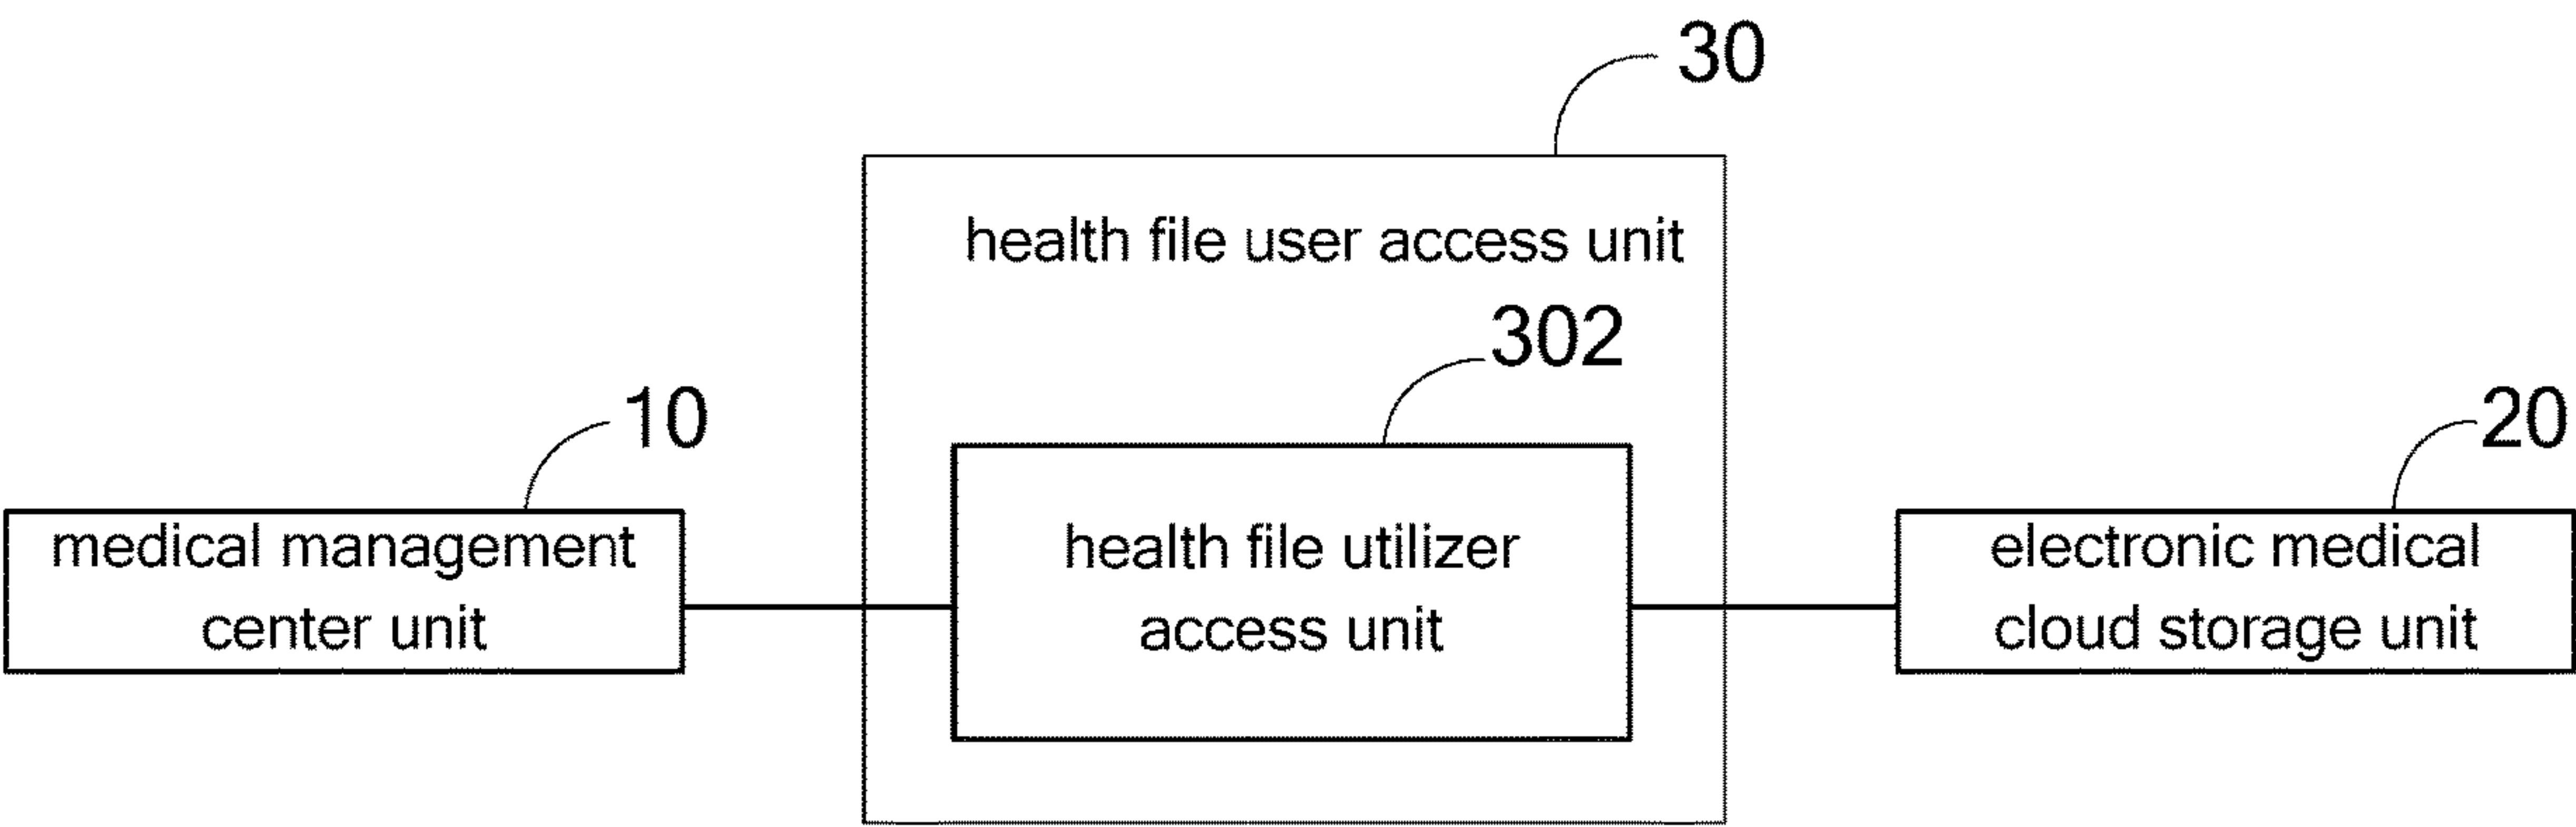 30
health file user access unit
302
10
20
medical management
center unit
health file utilizer
access unit
electronic medical
cloud storage unit